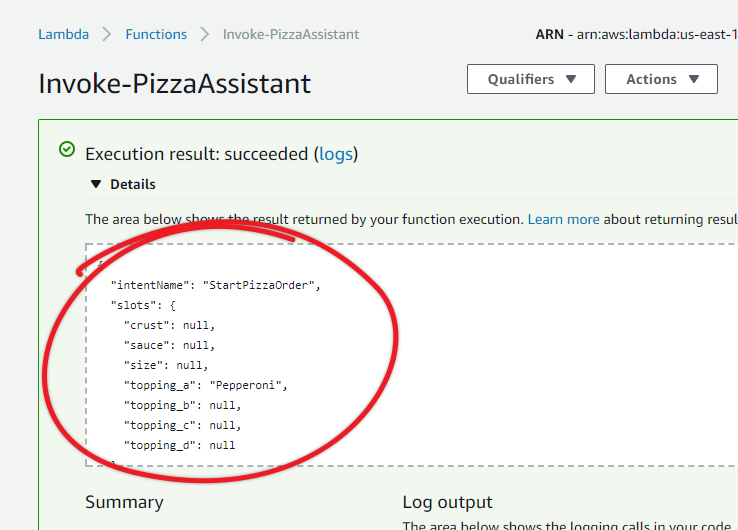 Lambda > Functions > Invoke-PizzaAssistant ARN - arn:aws:lambda:us-east-1
Invoke-PizzaAssistant Qualifiers ▼ Actions ▼
Execution result: succeeded (logs)
▼ Details
The area below shows the result returned by your function execution. Learn more about returning resul
{
"intentName": "StartPizzaOrder",
"slots": {
"crust": null,
"sauce": null,
"size": null,
"topping_a": "Pepperoni",
"topping_b": null,
"topping_c": null,
"topping_d": null
Summary Log output
The area below shows the logging calls in your code.